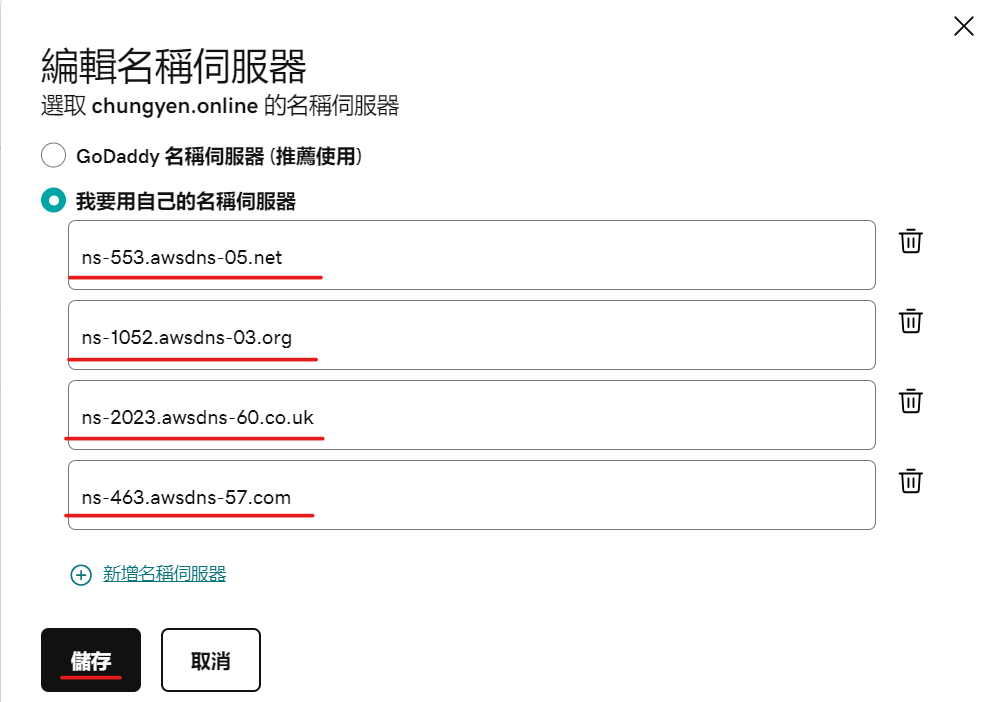 編輯名稱伺服器
選取 chungyen.online 的名稱伺服器
GoDaddy 名稱伺服器 (推薦使用)
我要用自己的名稱伺服器
ns-553.awsdns-05.net
ns-1052.awsdns-03.org
ns-2023.awsdns-60.co.uk
ns-463.awsdns-57.com
新增名稱伺服器
儲存
取消